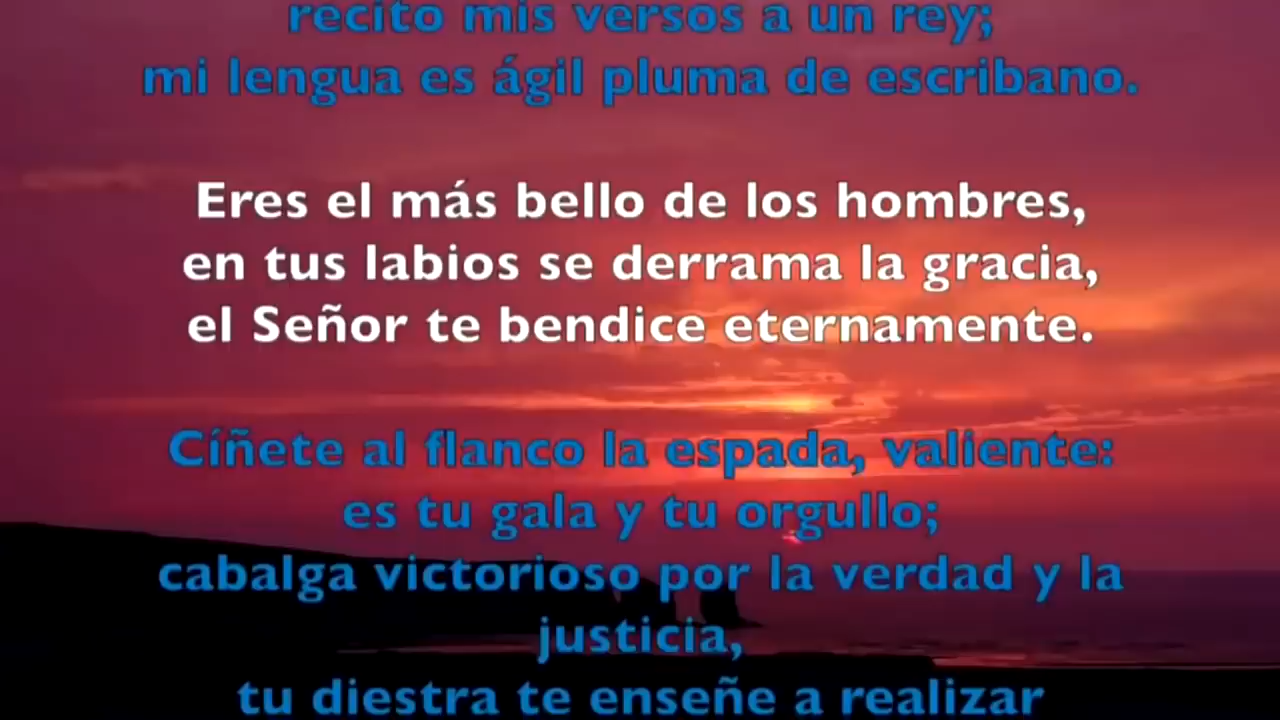 recito mis versos a un rey;
mi lengua es ágil pluma de escribano.
Eres el más bello de los hombres,
en tus labios se derrama la gracia,
el Señor te bendice eternamente.
Cíñete al flanco la espada, valiente:
es tu gala y tu orgullo;
cabalga victorioso por la verdad y la
justicia,
tu diestra te enseñe a realizar